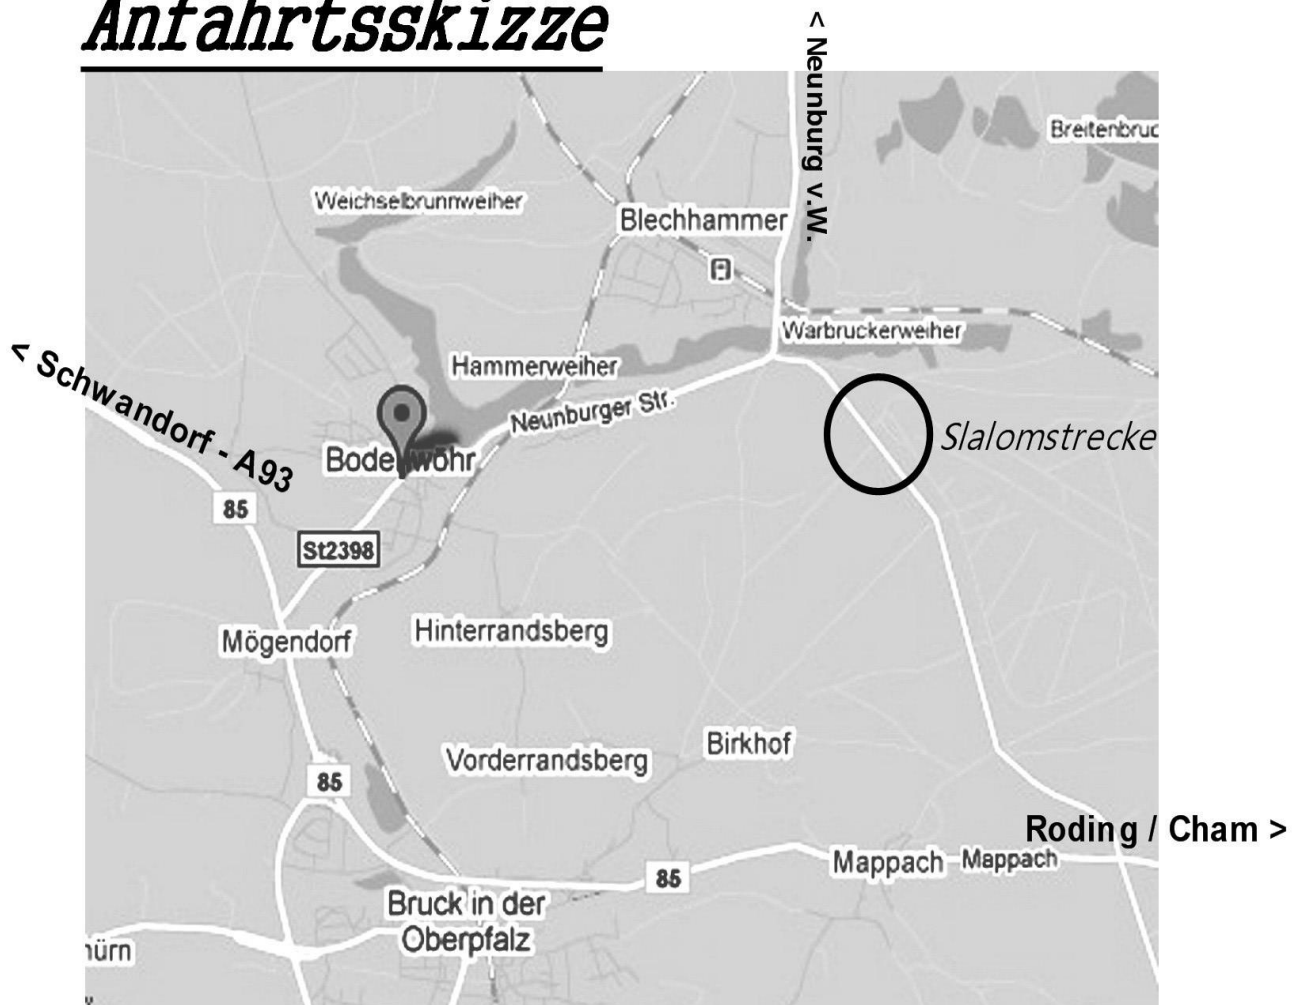 Anfahrtsskizze
< Neunburg v.W.
Breitenbruc
Weichselbrunnweiher
Blechhammer
Warbruckerweiher
< Schwandorf - A93
Hammerweiher
Neunburger Str.
Slalomstrecke
Bodenwöhr
85
St2398
Mögendorf
Hinterrandsberg
Birkhof
Vorderrandsberg
85
Roding / Cham >
Mappach
Mappach
85
Bruck in der
Oberpfalz
nürn